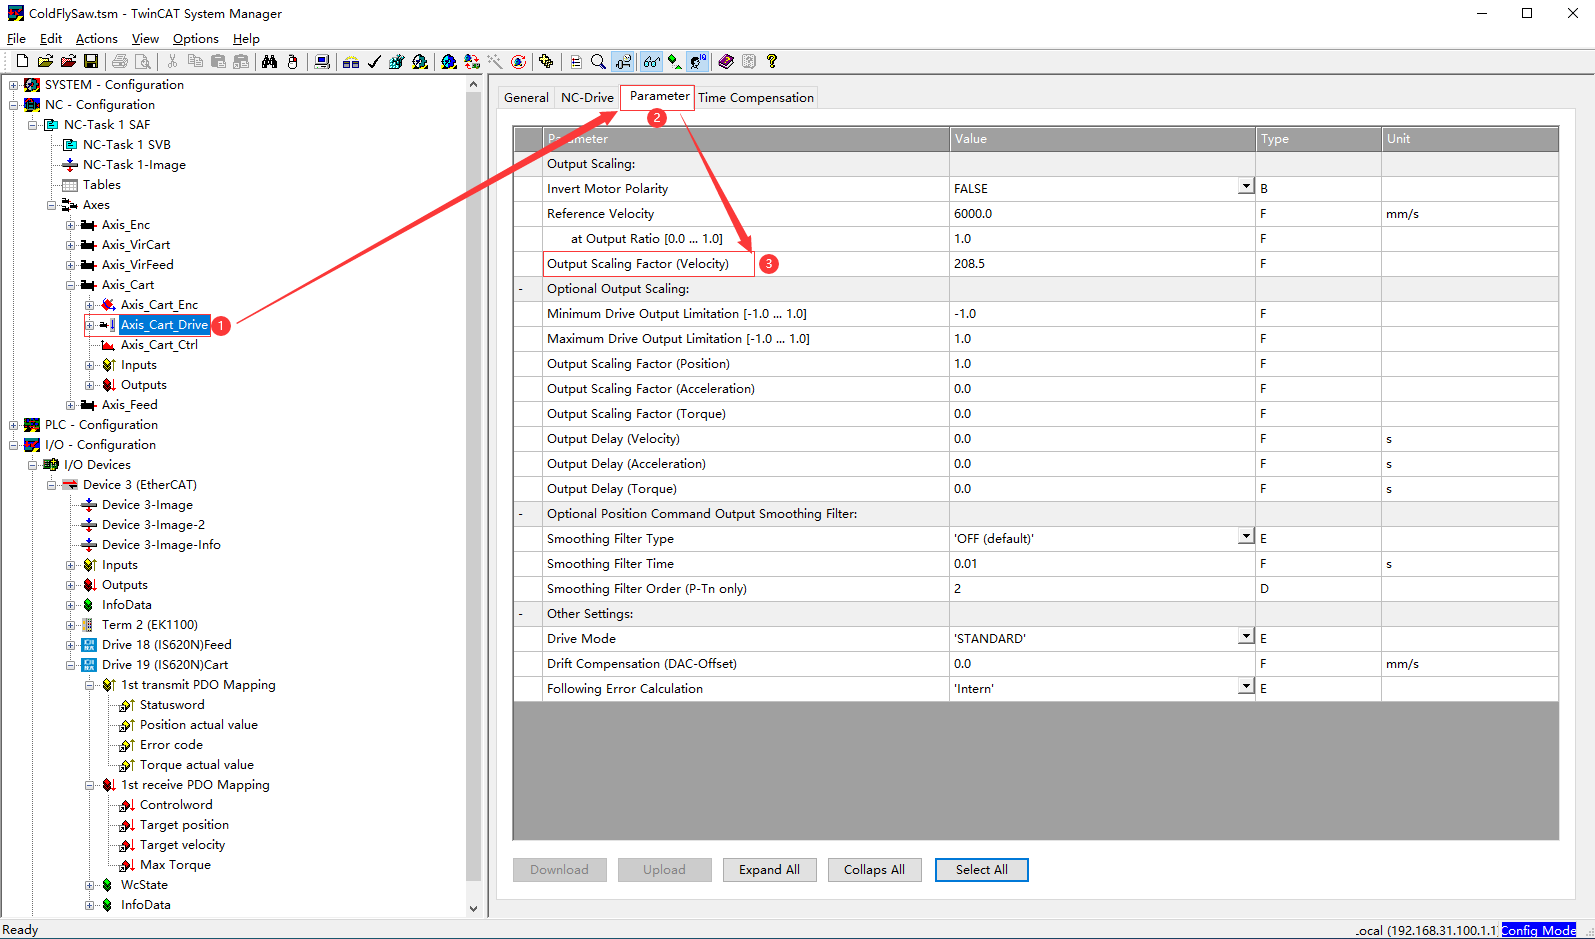 ColdFlySaw.tsm - TwinCAT System Manager
File Edit Actions View Options Help
SYSTEM - Configuration
NC - Configuration
NC-Task 1 SAF
NC-Task 1 SVB
NC-Task 1-Image
Tables
Axes
Axis_Enc
Axis_VirCart
Axis_VirFeed
Axis_Cart
Axis_Cart_Enc
Axis_Cart_Drive 1
Axis_Cart_Ctrl
Inputs
Outputs
Axis_Feed
PLC - Configuration
I/O - Configuration
I/O Devices
Device 3 (EtherCAT)
Device 3-Image
Device 3-Image-2
Device 3-Image-Info
Inputs
Outputs
InfoData
Term 2 (EK1100)
Drive 18 (IS620N)Feed
Drive 19 (IS620N)Cart
1st transmit PDO Mapping
Statusword
Position actual value
Error code
Torque actual value
1st receive PDO Mapping
Controlword
Target position
Target velocity
Max Torque
WcState
InfoData
General NC-Drive Parameter Time Compensation
2
Parameter Value Type Unit
Output Scaling:
Invert Motor Polarity FALSE B
Reference Velocity 6000.0 F mm/s
at Output Ratio [0.0 ... 1.0] 1.0 F
Output Scaling Factor (Velocity) 3 208.5 F
- Optional Output Scaling:
Minimum Drive Output Limitation [-1.0 ... 1.0] -1.0 F
Maximum Drive Output Limitation [-1.0 ... 1.0] 1.0 F
Output Scaling Factor (Position) 1.0 F
Output Scaling Factor (Acceleration) 0.0 F
Output Scaling Factor (Torque) 0.0 F
Output Delay (Velocity) 0.0 F s
Output Delay (Acceleration) 0.0 F s
Output Delay (Torque) 0.0 F s
- Optional Position Command Output Smoothing Filter:
Smoothing Filter Type 'OFF (default)' E
Smoothing Filter Time 0.01 F s
Smoothing Filter Order (P-Tn only) 2 D
- Other Settings:
Drive Mode 'STANDARD' E
Drift Compensation (DAC-Offset) 0.0 F mm/s
Following Error Calculation 'Intern' E
Download Upload Expand All Collaps All Select All
Ready .ocal (192.168.31.100.1.1) Config Mode